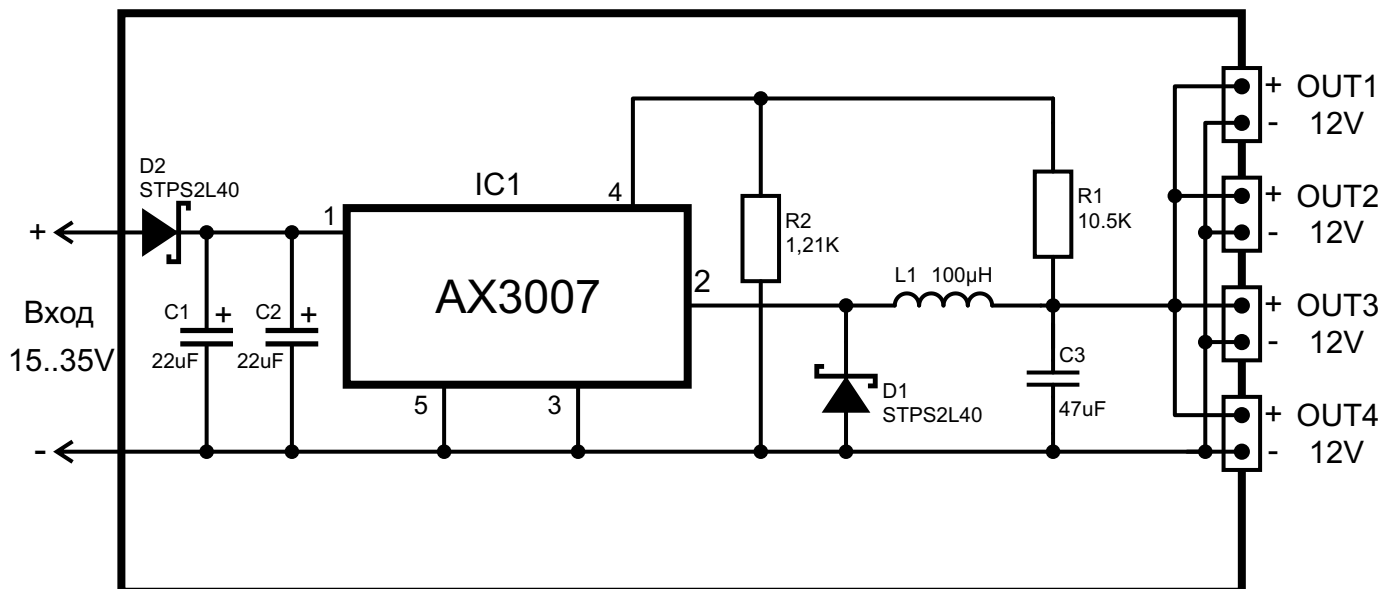 + OUT1
- 12V
D2
STPS2L40
IC1
4
+ OUT2
- 12V
R1
10.5K
1
R2
1,21K
+
AX3007
2
L1 100µH
Вход
15..35V
C1 +
22uF
C2 +
22uF
+ OUT3
- 12V
C3
47uF
D1
STPS2L40
5
3
+ OUT4
- 12V
-